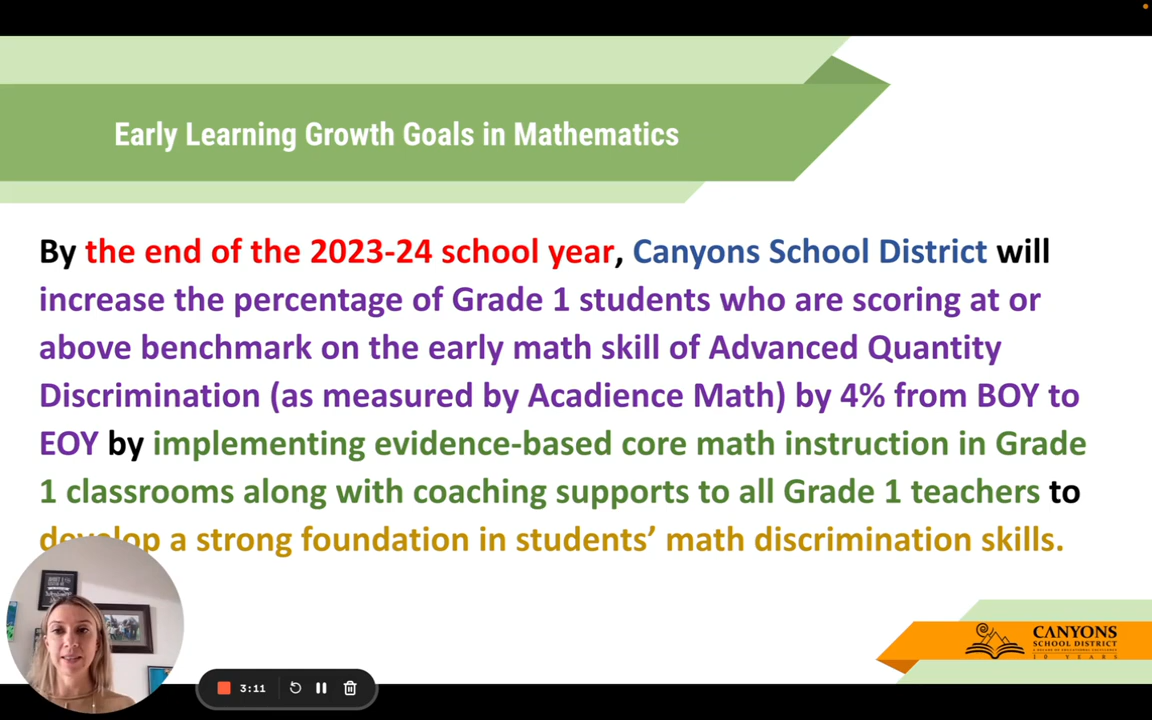 Early Learning Growth Goals in Mathematics
By the end of the 2023-24 school year, Canyons School District will
increase the percentage of Grade 1 students who are scoring at or
above benchmark on the early math skill of Advanced Quantity
Discrimination (as measured by Acadience Math) by 4% from BOY to
EOY by implementing evidence-based core math instruction in Grade
1 classrooms along with coaching supports to all Grade 1 teachers to
develop a strong foundation in students’ math discrimination skills.
CANYONS
SCHOOL DISTRICT
10 YEARS
3:11